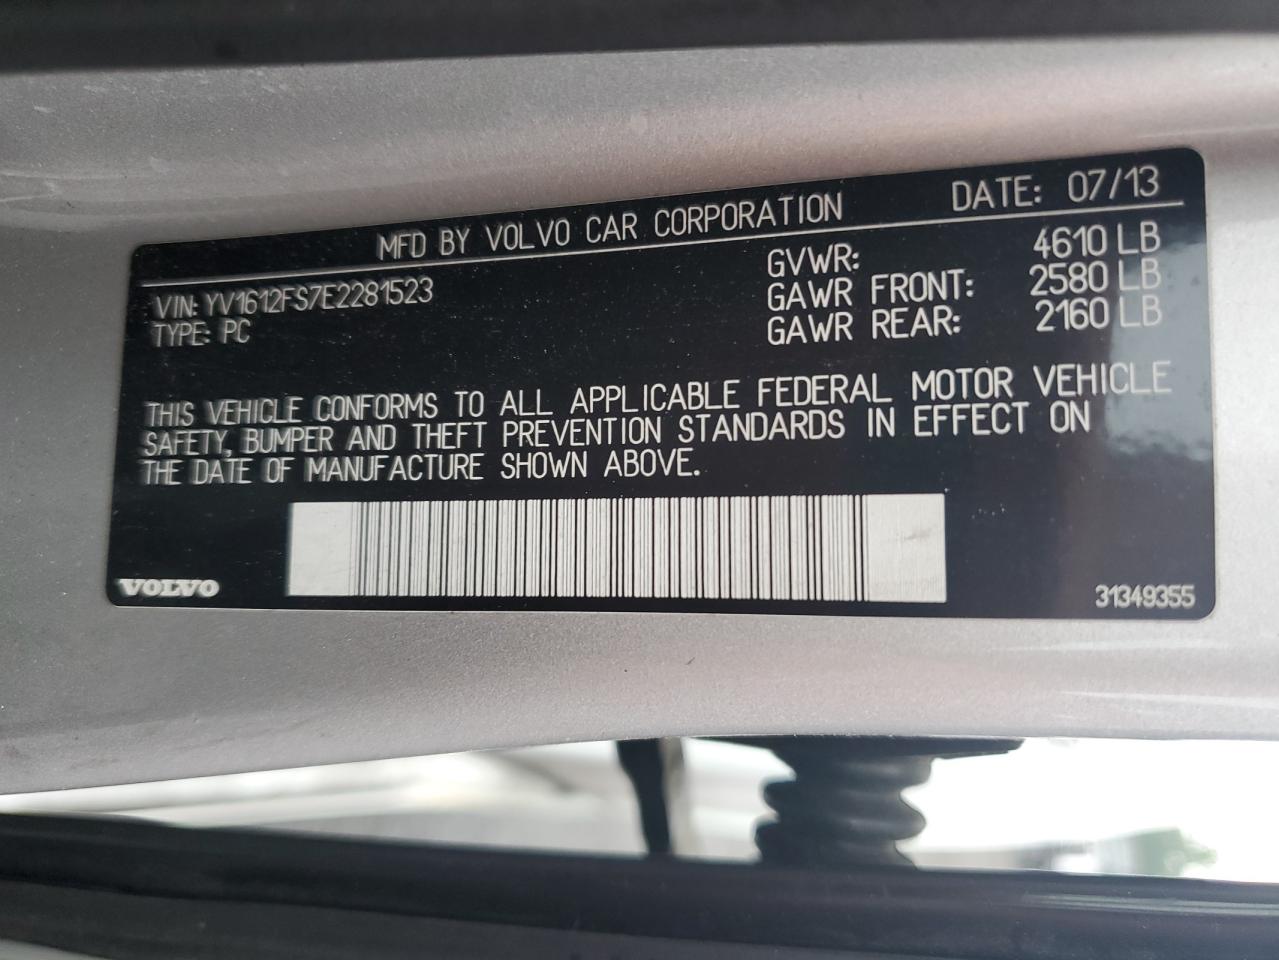 MFD BY VOLVO CAR CORPORATION DATE: 07/13
VIN: YV1612FS7E2281523
TYPE: PC
GVWR: 4610 LB
GAWR FRONT: 2580 LB
GAWR REAR: 2160 LB
THIS VEHICLE CONFORMS TO ALL APPLICABLE FEDERAL MOTOR VEHICLE
SAFETY, BUMPER AND THEFT PREVENTION STANDARDS IN EFFECT ON
THE DATE OF MANUFACTURE SHOWN ABOVE.
VOLVO
31349355